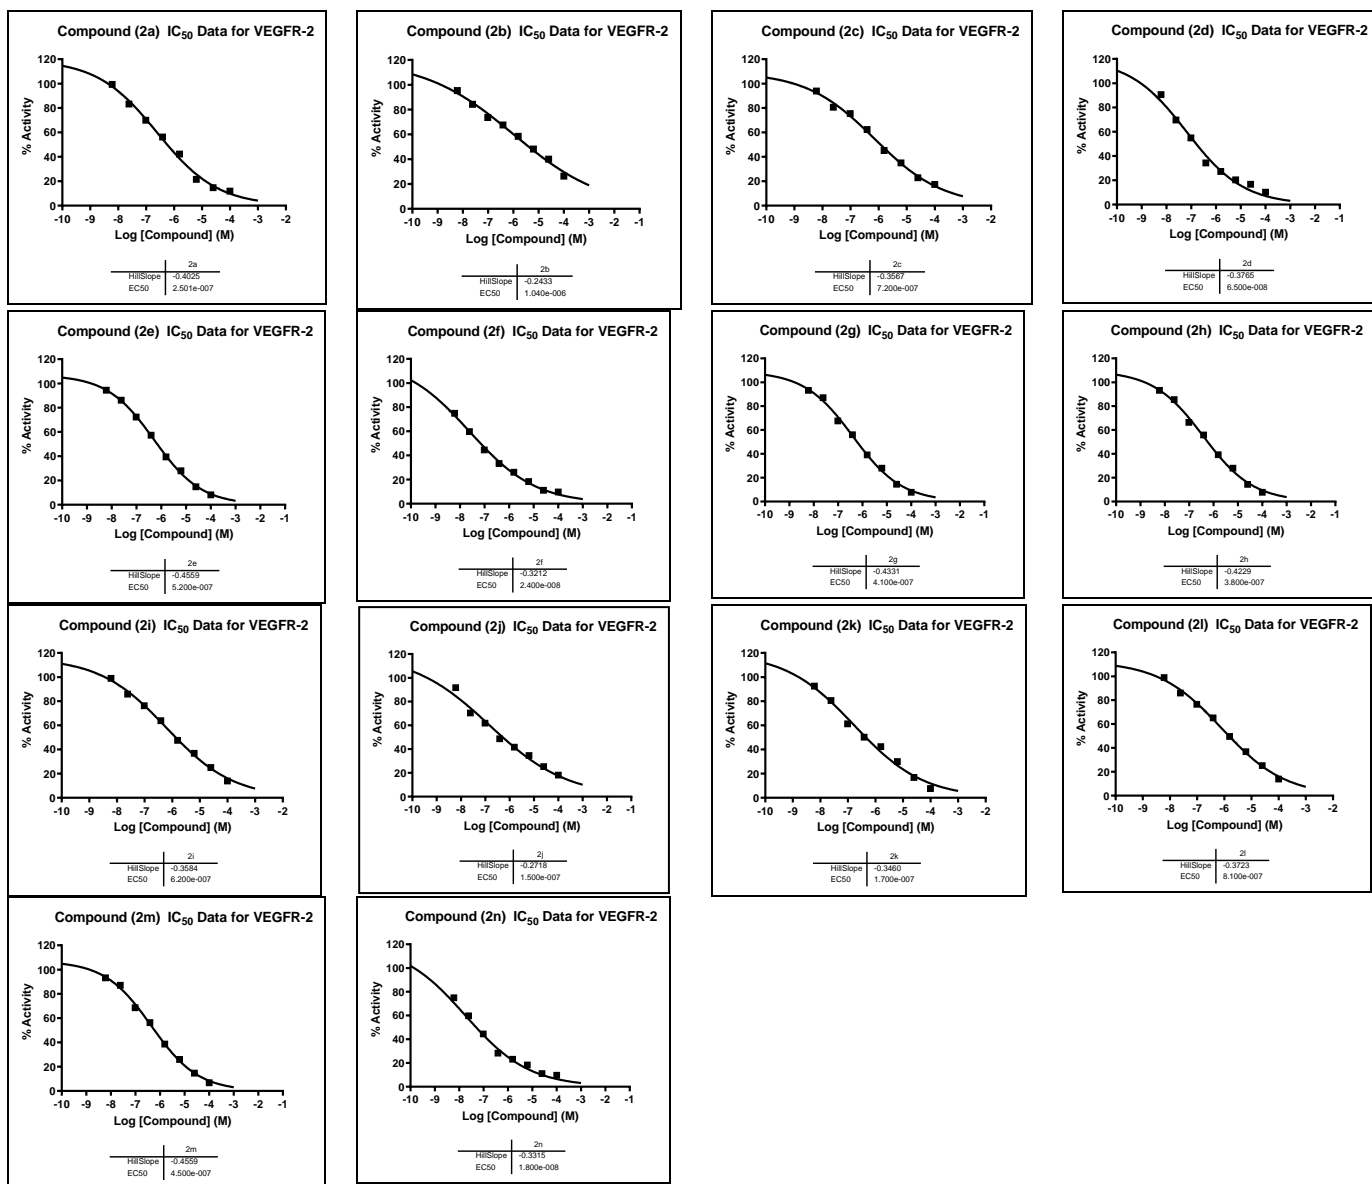 Compound (2a) IC50 Data for VEGFR-2
120
100
80
60
40
20
0
% Activity
-10 -9 -8 -7 -6 -5 -4 -3 -2
Log [Compound] (M)
2a
HillSlope -0.4025
EC50 2.501e-007
Compound (2b) IC50 Data for VEGFR-2
120
100
80
60
40
20
0
% Activity
-10 -9 -8 -7 -6 -5 -4 -3 -2 -1
Log [Compound] (M)
2b
HillSlope -0.2433
EC50 1.040e-006
Compound (2c) IC50 Data for VEGFR-2
120
100
80
60
40
20
0
% Activity
-10 -9 -8 -7 -6 -5 -4 -3 -2
Log [Compound] (M)
2c
HillSlope -0.3567
EC50 7.200e-007
Compound (2d) IC50 Data for VEGFR-2
120
100
80
60
40
20
0
% Activity
-10 -9 -8 -7 -6 -5 -4 -3 -2 -1
Log [Compound] (M)
2d
HillSlope -0.3765
EC50 6.500e-008
Compound (2e) IC50 Data for VEGFR-2
120
100
80
60
40
20
0
% Activity
-10 -9 -8 -7 -6 -5 -4 -3 -2 -1
Log [Compound] (M)
2e
HillSlope -0.4559
EC50 5.200e-007
Compound (2f) IC50 Data for VEGFR-2
120
100
80
60
40
20
0
% Activity
-10 -9 -8 -7 -6 -5 -4 -3 -2 -1
Log [Compound] (M)
2f
HillSlope -0.3212
EC50 2.400e-008
Compound (2g) IC50 Data for VEGFR-2
120
100
80
60
40
20
0
% Activity
-10 -9 -8 -7 -6 -5 -4 -3 -2 -1
Log [Compound] (M)
2g
HillSlope -0.4331
EC50 4.100e-007
Compound (2h) IC50 Data for VEGFR-2
120
100
80
60
40
20
0
% Activity
-10 -9 -8 -7 -6 -5 -4 -3 -2 -1
Log [Compound] (M)
2h
HillSlope -0.4229
EC50 3.800e-007
Compound (2i) IC50 Data for VEGFR-2
120
100
80
60
40
20
0
% Activity
-10 -9 -8 -7 -6 -5 -4 -3 -2
Log [Compound] (M)
2i
HillSlope -0.3584
EC50 6.200e-007
Compound (2j) IC50 Data for VEGFR-2
120
100
80
60
40
20
0
% Activity
-10 -9 -8 -7 -6 -5 -4 -3 -2 -1
Log [Compound] (M)
2j
HillSlope -0.2718
EC50 1.500e-007
Compound (2k) IC50 Data for VEGFR-2
120
100
80
60
40
20
0
% Activity
-10 -9 -8 -7 -6 -5 -4 -3 -2
Log [Compound] (M)
2k
HillSlope -0.3460
EC50 1.700e-007
Compound (2l) IC50 Data for VEGFR-2
120
100
80
60
40
20
0
% Activity
-10 -9 -8 -7 -6 -5 -4 -3 -2
Log [Compound] (M)
2l
HillSlope -0.3723
EC50 8.100e-007
Compound (2m) IC50 Data for VEGFR-2
120
100
80
60
40
20
0
% Activity
-10 -9 -8 -7 -6 -5 -4 -3 -2 -1
Log [Compound] (M)
2m
HillSlope -0.4559
EC50 4.500e-007
Compound (2n) IC50 Data for VEGFR-2
120
100
80
60
40
20
0
% Activity
-10 -9 -8 -7 -6 -5 -4 -3 -2 -1
Log [Compound] (M)
2n
HillSlope -0.3315
EC50 1.800e-008